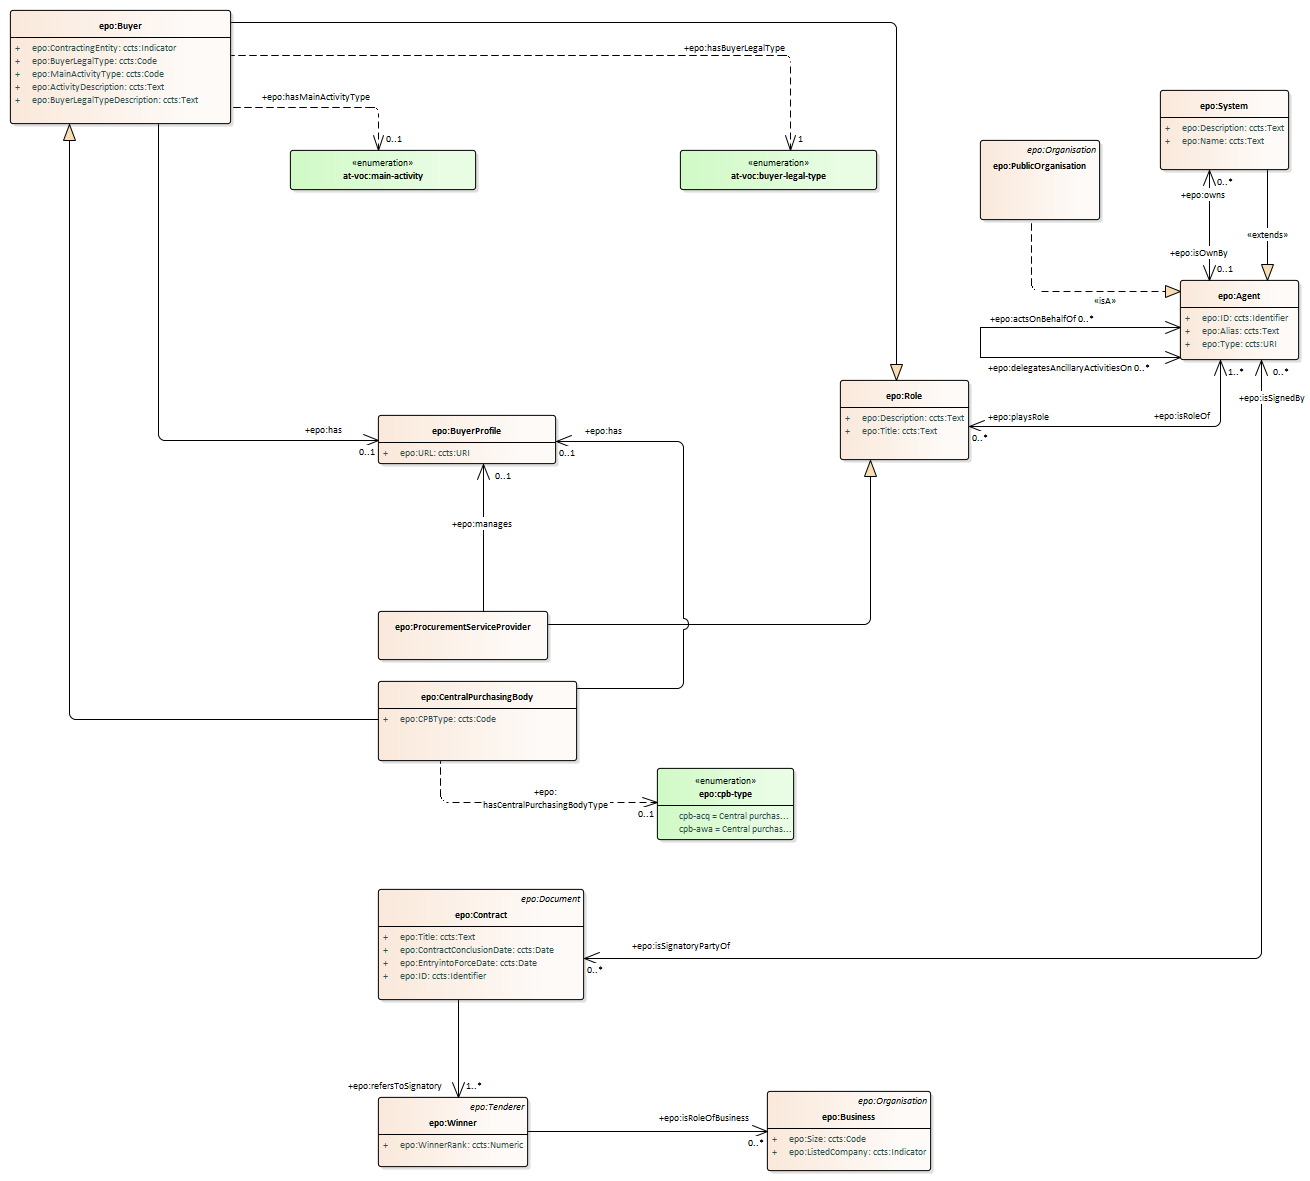 epo:Buyer
+ epo:ContractingEntity: ccts:Indicator
+ epo:BuyerLegalType: ccts:Code
+ epo:MainActivityType: ccts:Code
+ epo:ActivityDescription: ccts:Text
+ epo:BuyerLegalTypeDescription: ccts:Text
+epo:hasBuyerLegalType
1
+epo:hasMainActivityType
0..1
«enumeration»
at-voc:main-activity
«enumeration»
at-voc:buyer-legal-type
epo:System
+ epo:Description: ccts:Text
+ epo:Name: ccts:Text
epo:Organisation
epo:PublicOrganisation
0..*
+epo:owns
«extends»
+epo:isOwnBy
0..1
«isA»
epo:Agent
+ epo:ID: ccts:Identifier
+ epo:Alias: ccts:Text
+ epo:Type: ccts:URI
+epo:actsOnBehalfOf 0..*
+epo:delegatesAncillaryActivitiesOn 0..*
1..*
0..*
+epo:isSignedBy
epo:Role
+ epo:Description: ccts:Text
+ epo:Title: ccts:Text
+epo:playsRole
0..*
+epo:isRoleOf
+epo:has
0..1
epo:BuyerProfile
+ epo:URL: ccts:URI
+epo:has
0..1
0..1
+epo:manages
epo:ProcurementServiceProvider
epo:CentralPurchasingBody
+ epo:CPBType: ccts:Code
+epo:
hasCentralPurchasingBodyType
0..1
«enumeration»
epo:cpb-type
cpb-acq = Central purchas...
cpb-awa = Central purchas...
epo:Document
epo:Contract
+ epo:Title: ccts:Text
+ epo:ContractConclusionDate: ccts:Date
+ epo:EntryintoForceDate: ccts:Date
+ epo:ID: ccts:Identifier
+epo:isSignatoryPartyOf
0..*
+epo:refersToSignatory
1..*
epo:Tenderer
epo:Winner
+ epo:WinnerRank: ccts:Numeric
+epo:isRoleOfBusiness
0..*
epo:Organisation
epo:Business
+ epo:Size: ccts:Code
+ epo:ListedCompany: ccts:Indicator